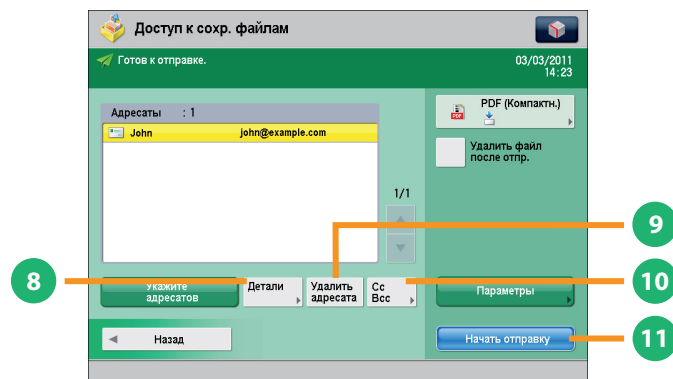 Доступ к сохр. файлам
Готов к отправке.
03/03/2011
14:23
Адресаты : 1
John john@example.com
1/1
PDF (Компактн.)
PDF
Удалить файл
после отпр.
9
8
Укажите
адресатов
Детали
Удалить
адресата
Cc
Bcc
Параметры
10
Назад
Начать отправку
11